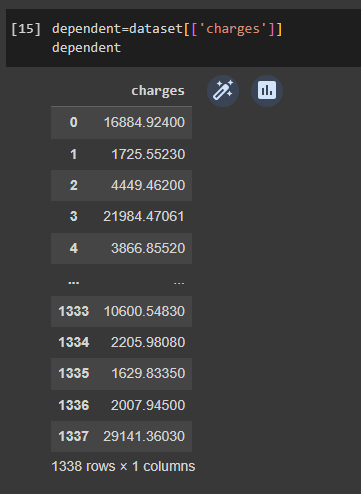 [15] dependent=dataset[['charges']]
dependent
charges
0 16884.92400
1 1725.55230
2 4449.46200
3 21984.47061
4 3866.85520
... ...
1333 10600.54830
1334 2205.98080
1335 1629.83350
1336 2007.94500
1337 29141.36030
1338 rows × 1 columns